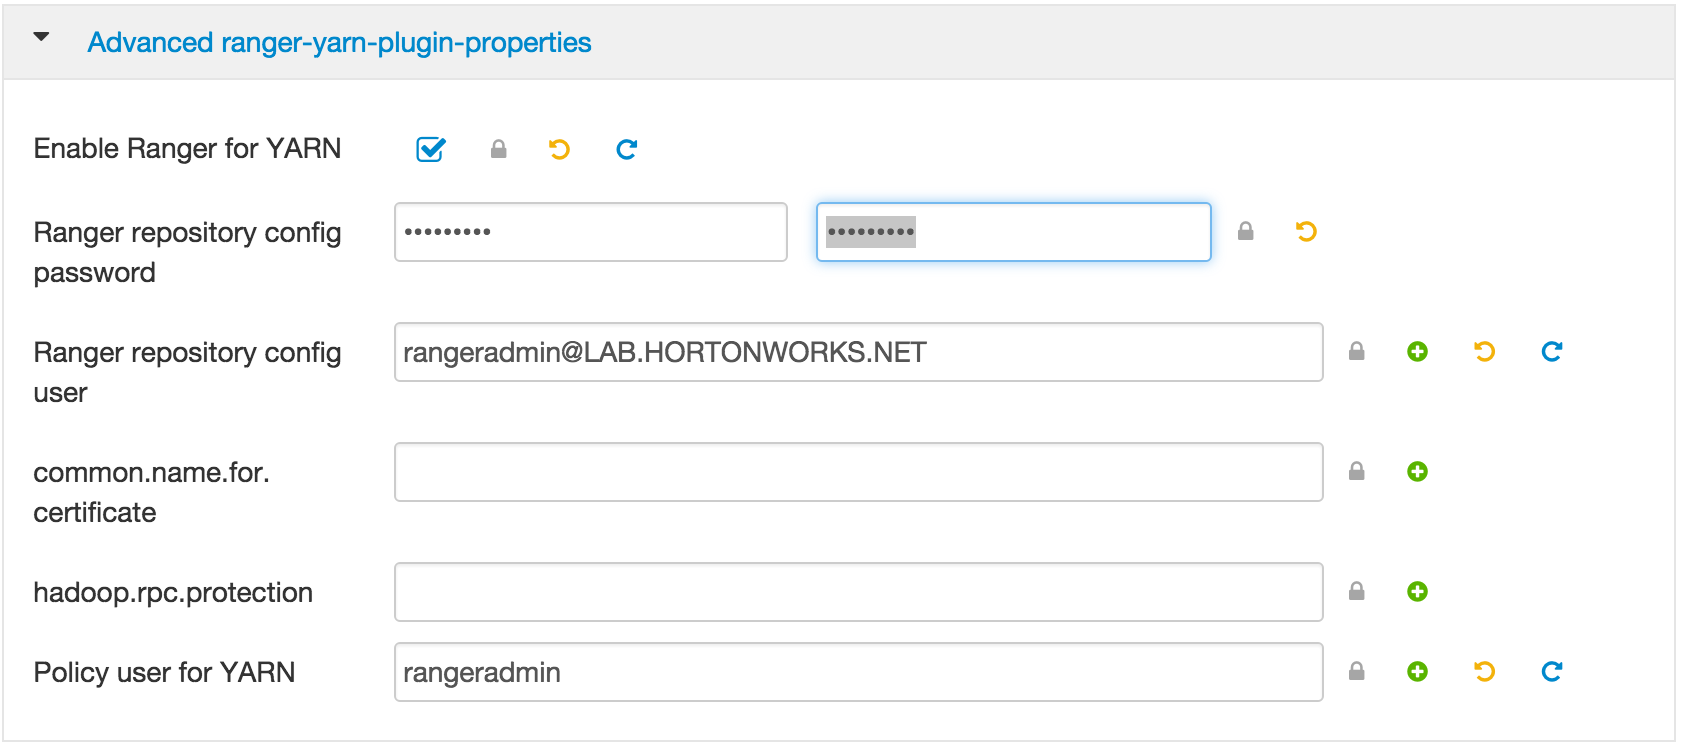 Advanced ranger-yarn-plugin-properties
Enable Ranger for YARN
Ranger repository config
password
•••••••••
•••••••••
Ranger repository config
user
rangeradmin@LAB.HORTONWORKS.NET
common.name.for.
certificate
hadoop.rpc.protection
Policy user for YARN
rangeradmin